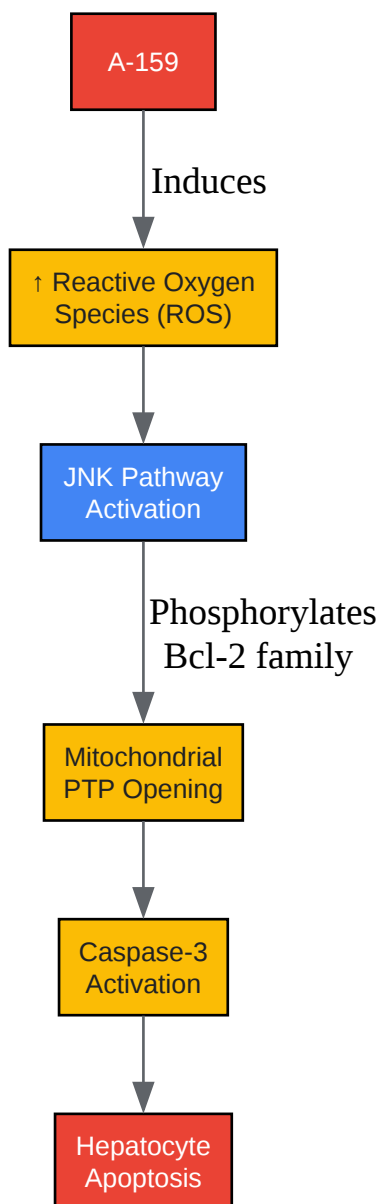 A-159
Induces
↑ Reactive Oxygen
Species (ROS)
JNK Pathway
Activation
Phosphorylates
Bcl-2 family
Mitochondrial
PTP Opening
Caspase-3
Activation
Hepatocyte
Apoptosis